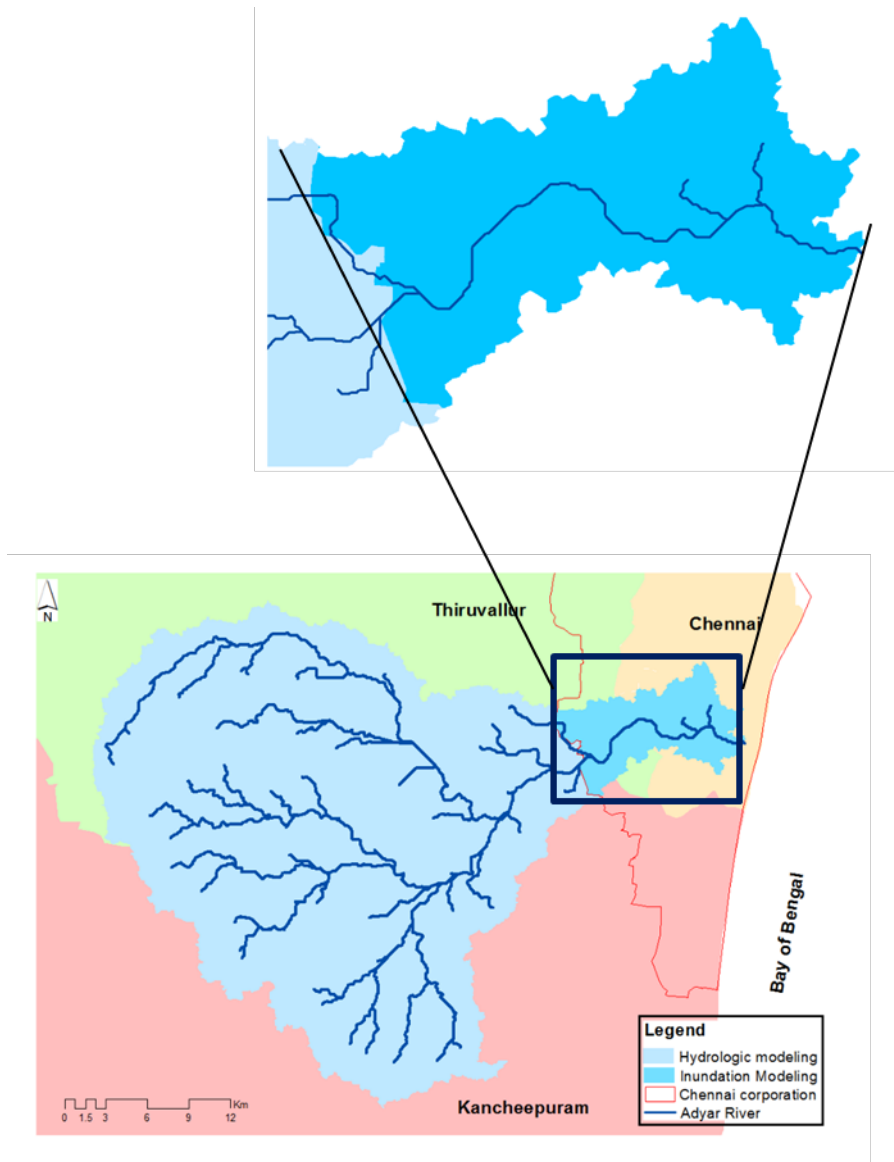 Thiruvallur
Chennai
N
Bay of Bengal
Legend
Hydrologic modeling
Inundation Modeling
Chennai corporation
Adyar River
Km
0 1.5 3 6 9 12
Kancheepuram